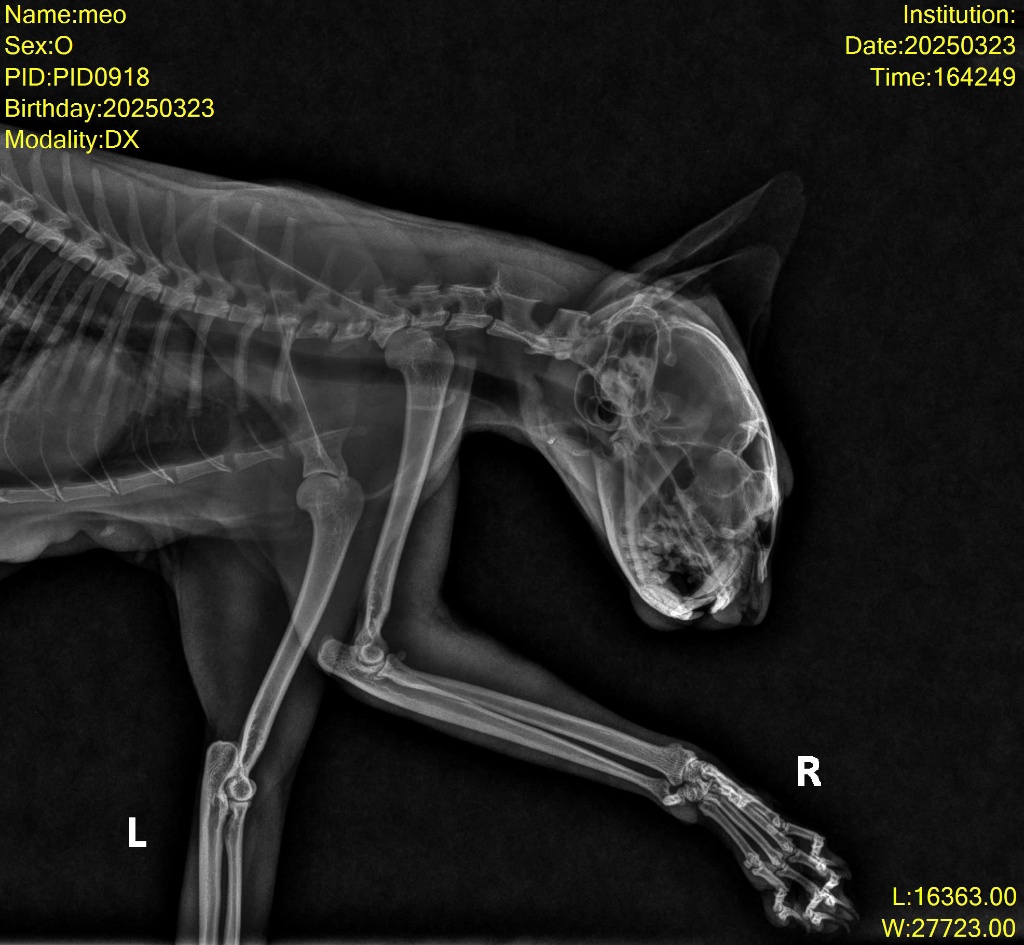 Name:meo
Sex:O
PID:PID0918
Birthday:20250323
Modality:DX
Institution:
Date:20250323
Time:164249
R
L
L:16363.00
W:27723.00